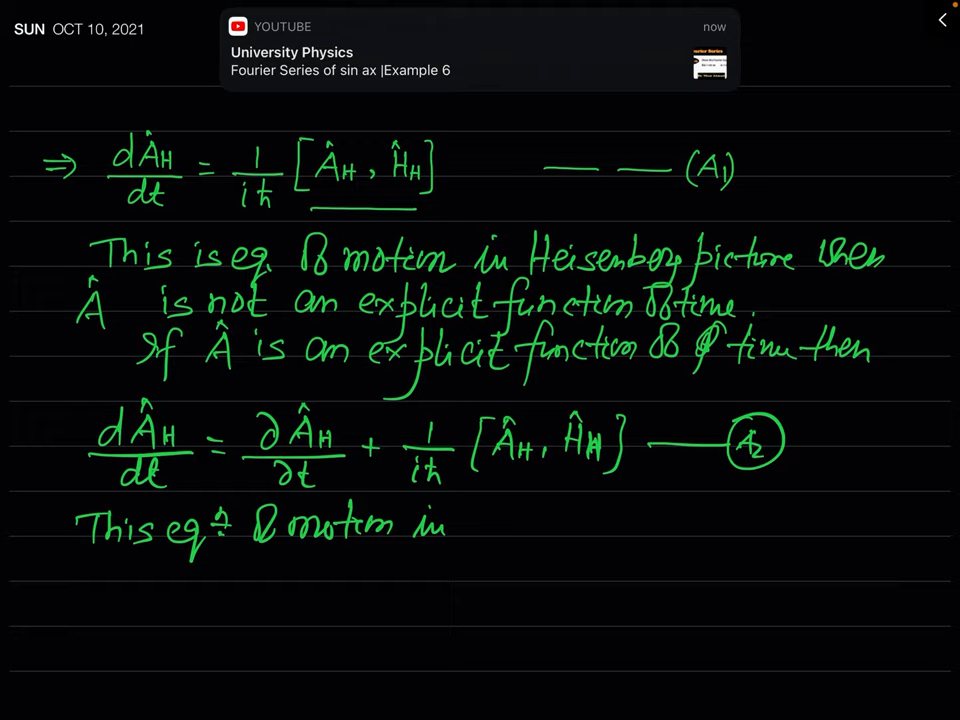 SUN OCT 10, 2021
YOUTUBE now
University Physics
Fourier Series of sin ax |Example 6
⇒ dÂH/dt = 1/iħ [ÂH, ĤH] —— —— (A1)
This is eq. of motion in Heisenberg picture when
Â is not an explicit function of time.
If Â is an explicit function of time then
dÂH/dt = ∂ÂH/∂t + 1/iħ [ÂH, ĤH] —— A2
This eqn of motion in